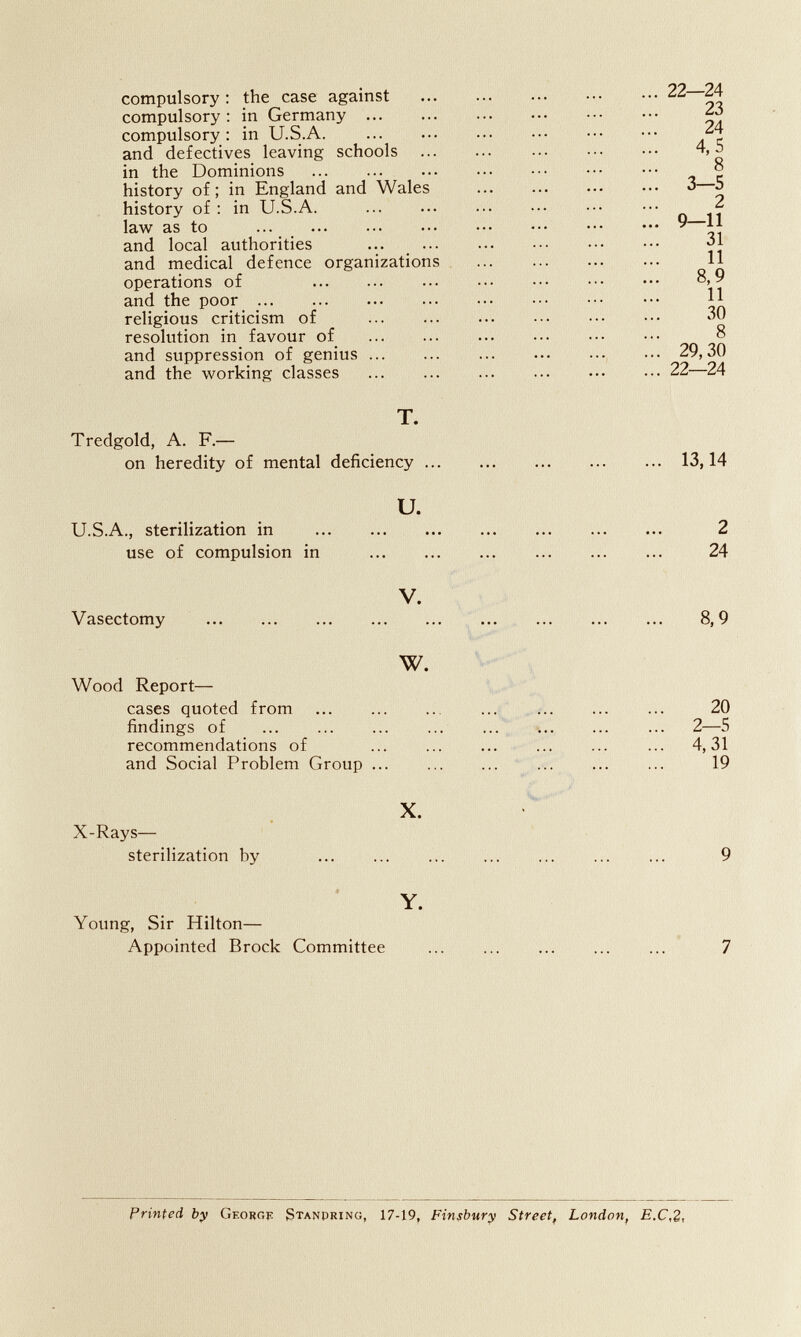 compulsory : the case against ... ... ... ... ... 22—24
compulsory : in Germany ... ... ... ... ... ... 23
compulsory : in U.S.A. ... ... ... ... ... ... 24
and defectives leaving schools ... ... ... ... ... 4, 5
in the Dominions ... ... ... ... ... ... ... 8
history of ; in England and Wales ... ... ... ... 3—5
history of : in U.S.A. ... ... ... ... ... ... 2
law as to ... ... ... ... ... ... ... ... 9—11
and local authorities ... ... ... ... ... ... 31
and medical defence organizations ... ... ... ... 11
operations of ... ... ... ... ... ... ... 8, 9
and the poor ... ... ... ... ... ... ... ... 11
religious criticism of ... ... ... ... ... ... 30
resolution in favour of ... ... ... ... ... ... 8
and suppression of genius ... ... ... ... ... ... 29, 30
and the working classes ... ... ... ... ... ... 22—24
T.
Tredgold, A. F.—
on heredity of mental deficiency ... ... ... ... ... 13, 14
U.
U.S.A., sterilization in ... ... ... ... ... ... ... 2
use of compulsion in ... ... ... ... ... ... 24
V.
Vasectomy ... ... ... ... ... ... ... ... ... 8, 9
W.
Wood Report—
cases quoted from ... ... ... ... ... ... ... 20
findings of ... ... ... ... ... ... ... ... 2—5
recommendations of ... ... ... ... ... ... 4, 31
and Social Problem Group ... ... ... ... ... ... 19
X.
X-Rays—
sterilization by ... ... ... ... ... ... ... 9
Y.
Young, Sir Hilton—
Appointed Brock Committee ... ... ... ... ... 7
Printed by George Standring, 17-19, Finsbury Street, London, E.C,2,